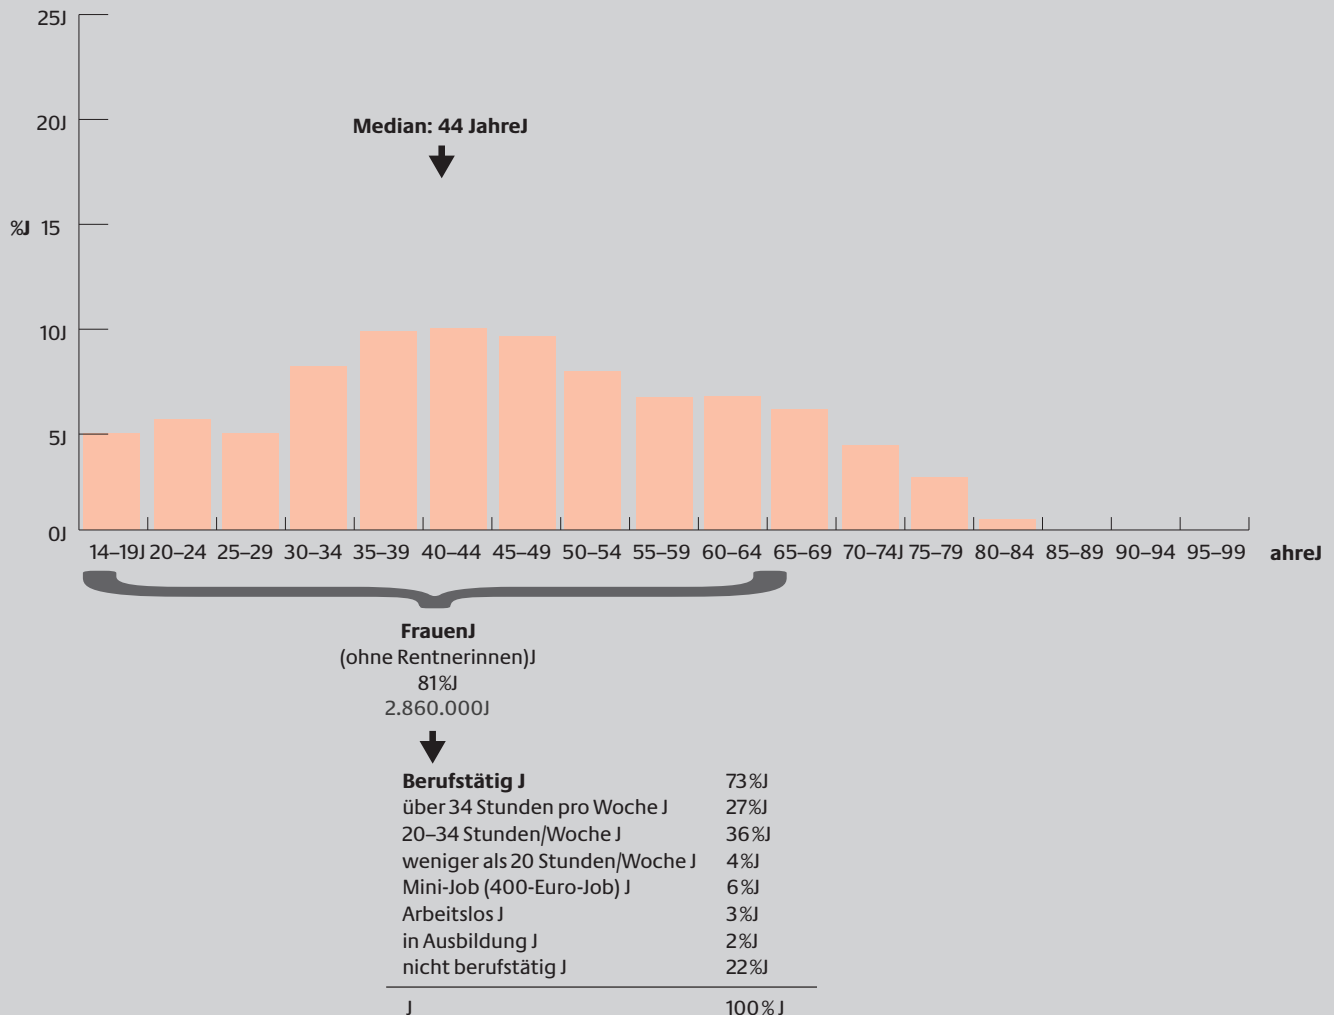 25J
20J
Median: 44 JahreJ
%J 15
10J
5J
0J
14–19J 20–24 25–29 30–34 35–39 40–44 45–49 50–54 55–59 60–64 65–69 70–74J 75–79 80–84 85–89 90–94 95–99 ahreJ
FrauenJ
(ohne Rentnerinnen)J
81%J
2.860.000J
Berufstätig J 73%J
über 34 Stunden pro Woche J 27%J
20–34 Stunden/Woche J 36%J
weniger als 20 Stunden/Woche J 4%J
Mini-Job (400-Euro-Job) J 6%J
Arbeitslos J 3%J
in Ausbildung J 2%J
nicht berufstätig J 22%J
J 100% J